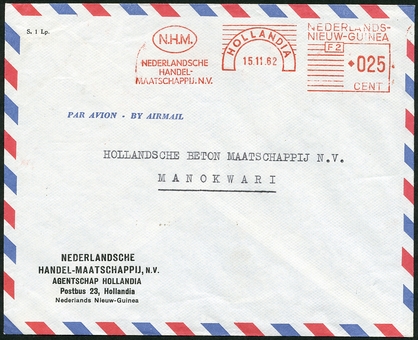 S. 1 Lp.
N.H.M.
NEDERLANDSCHE
HANDEL-
MAATSCHAPPIJ. N.V.
HOLLANDIA
15.11.62
NEDERLANDS-
NIEUW-GUINEA
F 2
025
CENT
PAR AVION - BY AIRMAIL
HOLLANDSCHE BETON MAATSCHAPPIJ N.V.
MANOKWARI
NEDERLANDSCHE
HANDEL-MAATSCHAPPIJ, N.V.
AGENTSCHAP HOLLANDIA
Postbus 23, Hollandia
Nederlands Nieuw-Guinea